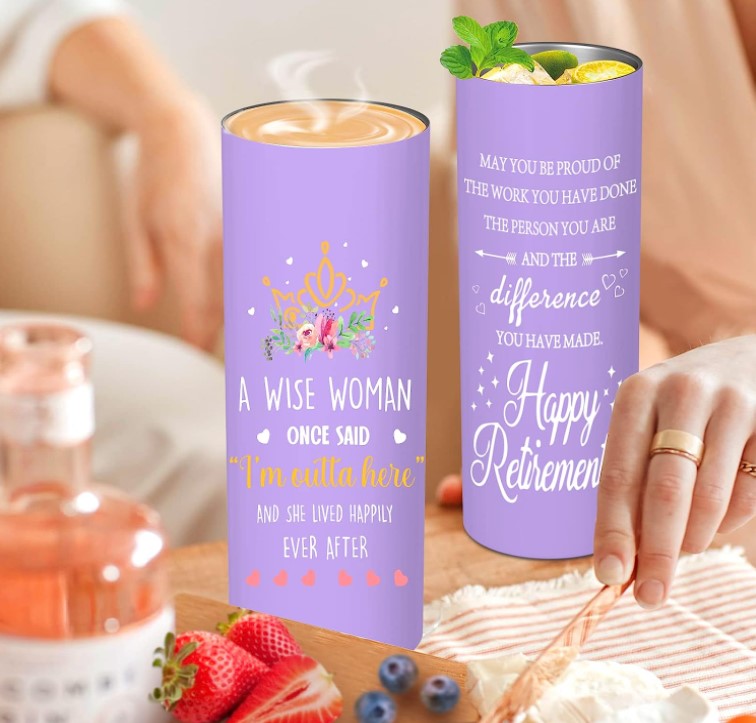 A WISE WOMAN
ONCE SAID
"I'm outta here"
AND SHE LIVED HAPPILY
EVER AFTER
MAY YOU BE PROUD OF
THE WORK YOU HAVE DONE
THE PERSON YOU ARE
AND THE
difference
YOU HAVE MADE.
Happy
Retirement